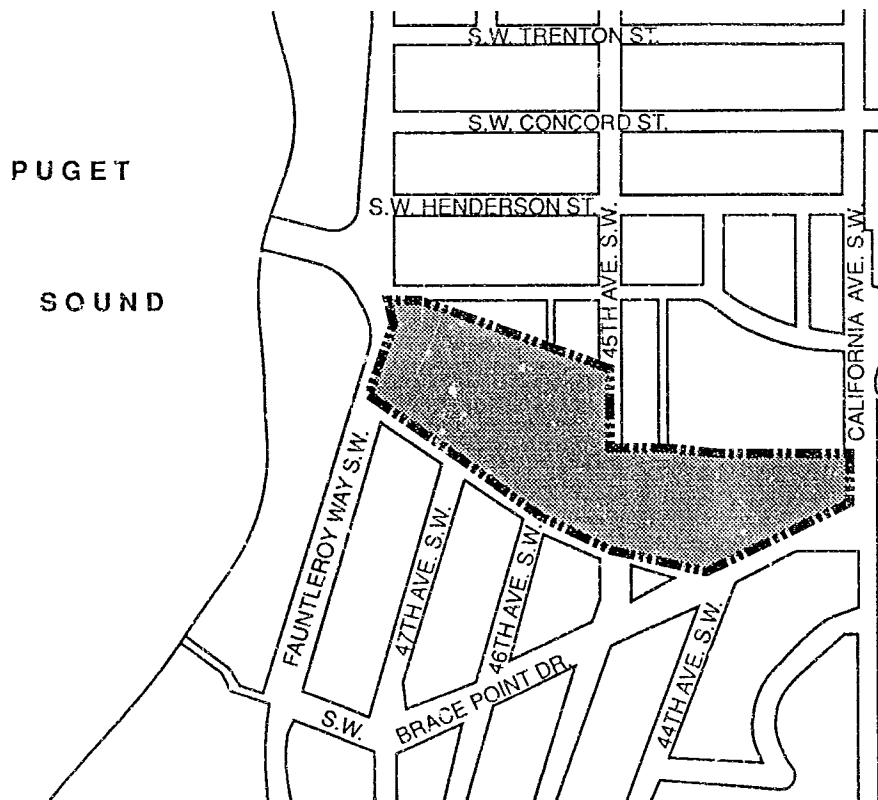 S.W. TRENTON ST.
S.W. CONCORD ST.
PUGET
S.W. HENDERSON ST.
SOUND
45TH AVE. S.W.
CALIFORNIA AVE. S.W.
FAUNTLEROY WAY S.W.
47TH AVE. S.W.
46TH AVE. S.W.
44TH AVE. S.W.
S.W. BRACE POINT DR.